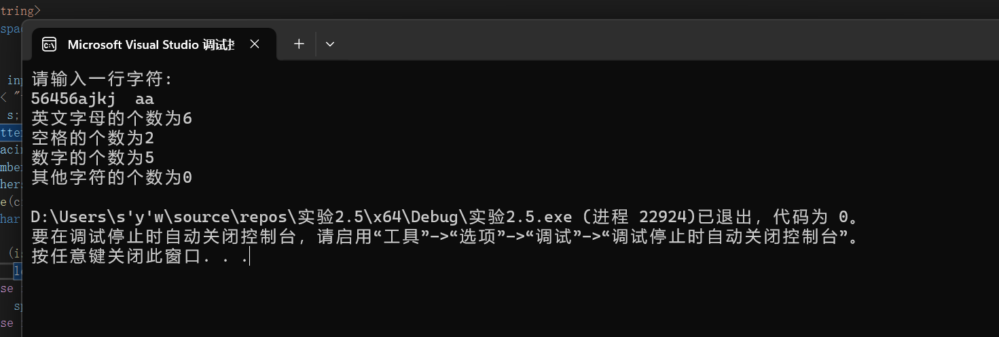 tring>
Microsoft Visual Studio 调试
请输入一行字符:
56456ajkj  aa
英文字母的个数为6
空格的个数为2
数字的个数为5
其他字符的个数为0
D:\Users\s'y'w\source\repos\实验2.5\x64\Debug\实验2.5.exe (进程 22924)已退出，代码为 0。
要在调试停止时自动关闭控制台，请启用“工具”->“选项”->“调试”->“调试停止时自动关闭控制台”。
按任意键关闭此窗口. . .